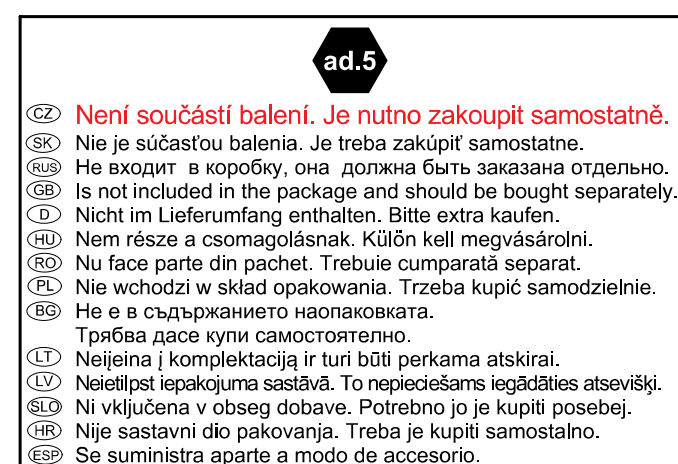 ad.5
CZ Není součástí balení. Je nutno zakoupit samostatně.
SK Nie je súčasťou balenia. Je treba zakúpiť samostatne.
RUS Не входит в коробку, она должна быть заказана отдельно.
GB Is not included in the package and should be bought separately.
D Nicht im Lieferumfang enthalten. Bitte extra kaufen.
HU Nem része a csomagolásnak. Külön kell megvásárolni.
RO Nu face parte din pachet. Trebuie cumparată separat.
PL Nie wchodzi w skład opakowania. Trzeba kupić samodzielnie.
BG Не е в съдържанието наопаковката.
Трябва дасе купи самостоятелно.
LT Neijeina į komplektaciją ir turi būti perkama atskirai.
LV Neietilpst iepakojuma sastāvā. To nepieciešams iegādāties atsevišķi.
SLO Ni vključena v obseg dobave. Potrebno jo je kupiti posebej.
HR Nije sastavni dio pakovanja. Treba je kupiti samostalno.
ESP Se suministra aparte a modo de accesorio.